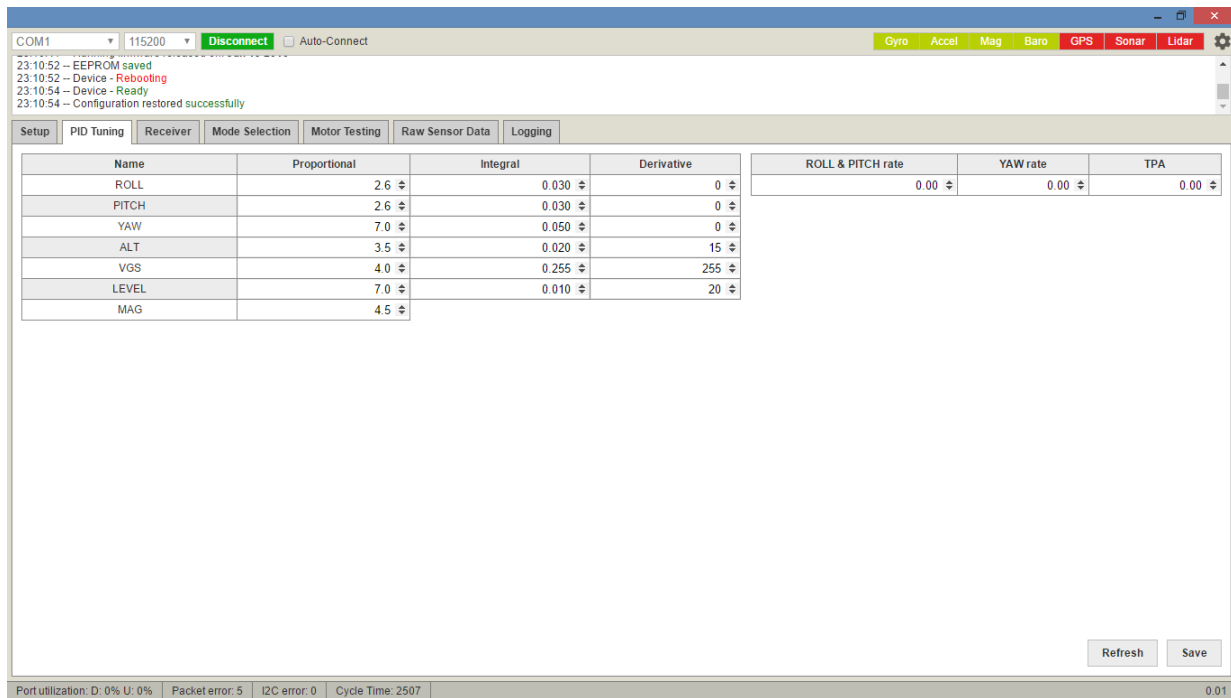 COM1 115200 Disconnect Auto-Connect Gyro Accel Mag Baro GPS Sonar Lidar
23:10:52 -- EEPROM saved
23:10:52 -- Device - Rebooting
23:10:54 -- Device - Ready
23:10:54 -- Configuration restored successfully
Setup PID Tuning Receiver Mode Selection Motor Testing Raw Sensor Data Logging
Name Proportional Integral Derivative ROLL & PITCH rate YAW rate TPA
ROLL 2.6 0.030 0 0.00 0.00 0.00
PITCH 2.6 0.030 0
YAW 7.0 0.050 0
ALT 3.5 0.020 15
VGS 4.0 0.255 255
LEVEL 7.0 0.010 20
MAG 4.5
Refresh Save
Port utilization: D: 0% U: 0% Packet error: 5 I2C error: 0 Cycle Time: 2507 0.01